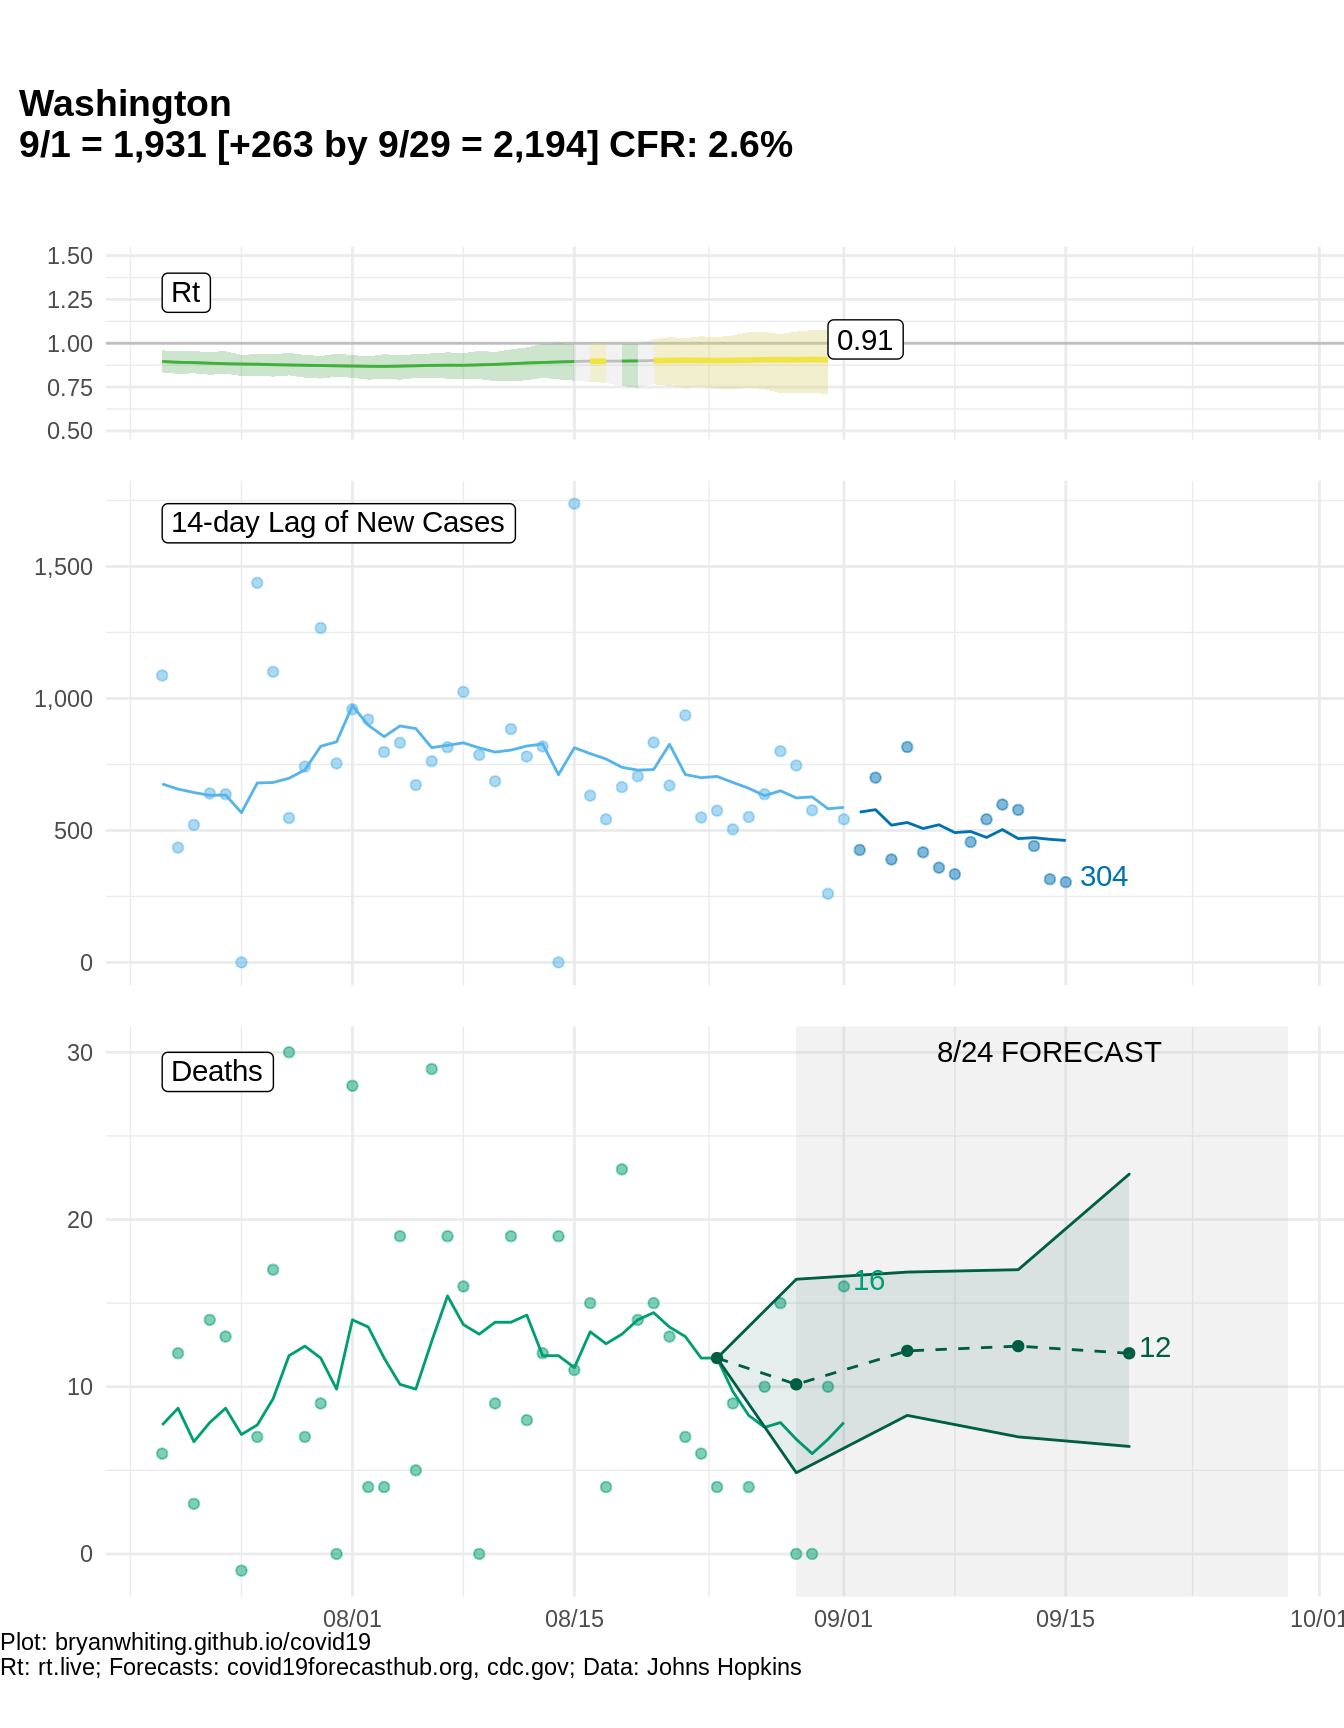 Washington
9/1 = 1,931 [+263 by 9/29 = 2,194] CFR: 2.6%
1.50
1.25
1.00
0.75
0.50
Rt
0.91
14-day Lag of New Cases
1,500
1,000
500
0
304
8/24 FORECAST
Deaths
30
20
10
0
16
12
08/01
08/15
09/01
09/15
10/01
Plot: bryanwhiting.github.io/covid19
Rt: rt.live; Forecasts: covid19forecasthub.org, cdc.gov; Data: Johns Hopkins